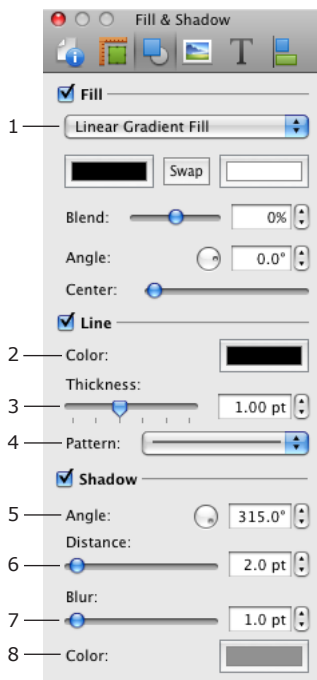 Fill & Shadow
T
Fill
1 Linear Gradient Fill
Swap
Blend: 0%
Angle: 0.0°
Center:
Line
2 Color:
Thickness:
3 1.00 pt
4 Pattern:
Shadow
5 Angle: 315.0°
Distance:
6 2.0 pt
Blur:
7 1.0 pt
8 Color: